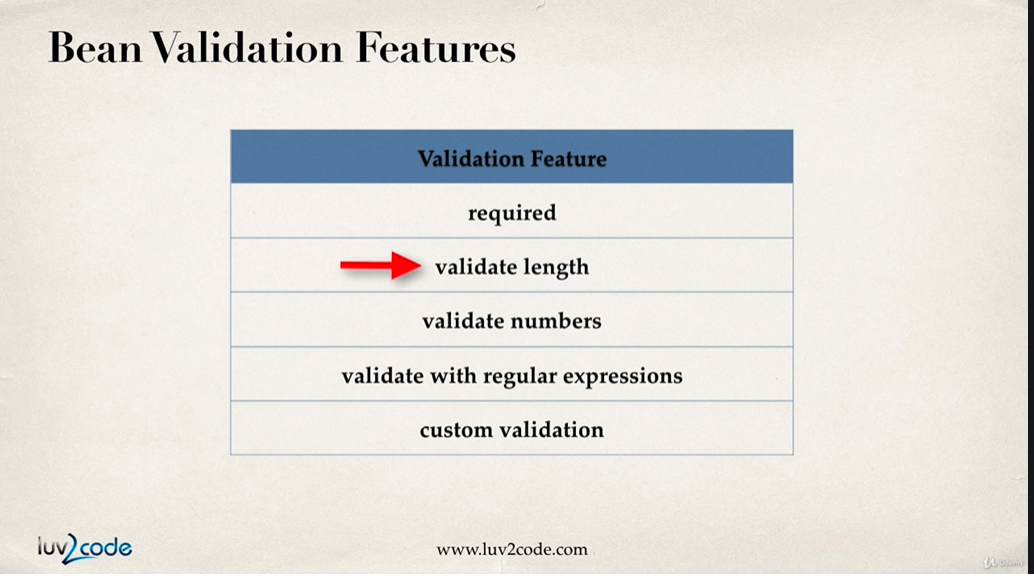 Bean Validation Features
Validation Feature
required
validate length
validate numbers
validate with regular expressions
custom validation
luv2code
www.luv2code.com
Udemy